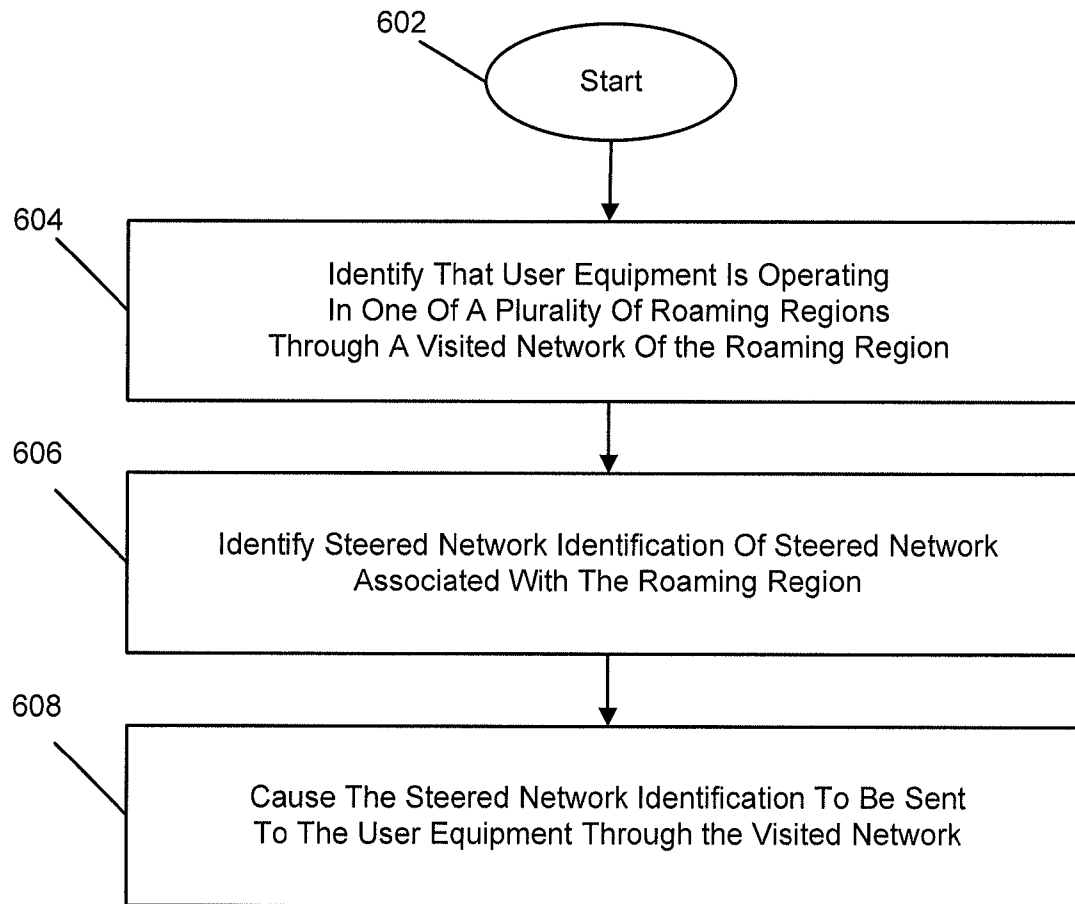 602
Start
604
Identify That User Equipment Is Operating
In One Of A Plurality Of Roaming Regions
Through A Visited Network Of the Roaming Region
606
Identify Steered Network Identification Of Steered Network
Associated With The Roaming Region
608
Cause The Steered Network Identification To Be Sent
To The User Equipment Through the Visited Network